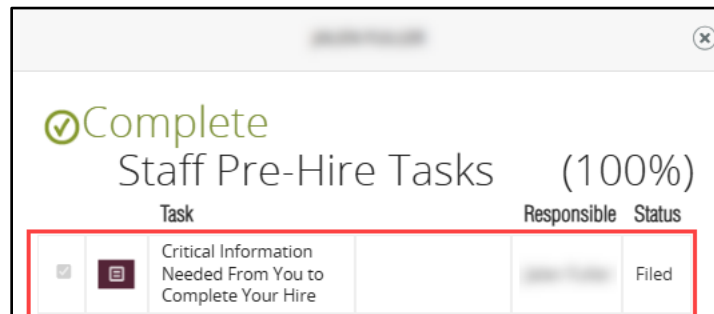 Complete
Staff Pre-Hire Tasks (100%)
Task Responsible Status
Critical Information
Needed From You to
Complete Your Hire
Filed